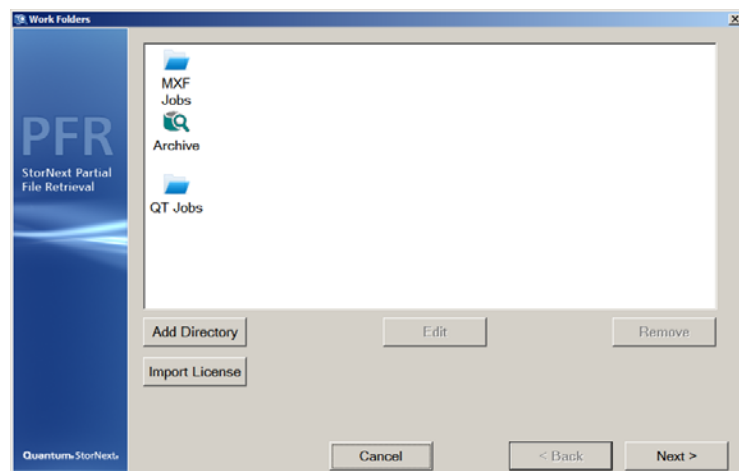 Work Folders
PFR
StorNext Partial
File Retrieval
MXF
Jobs
Archive
QT Jobs
Add Directory
Edit
Remove
Import License
Quantum StorNext
Cancel
< Back
Next >